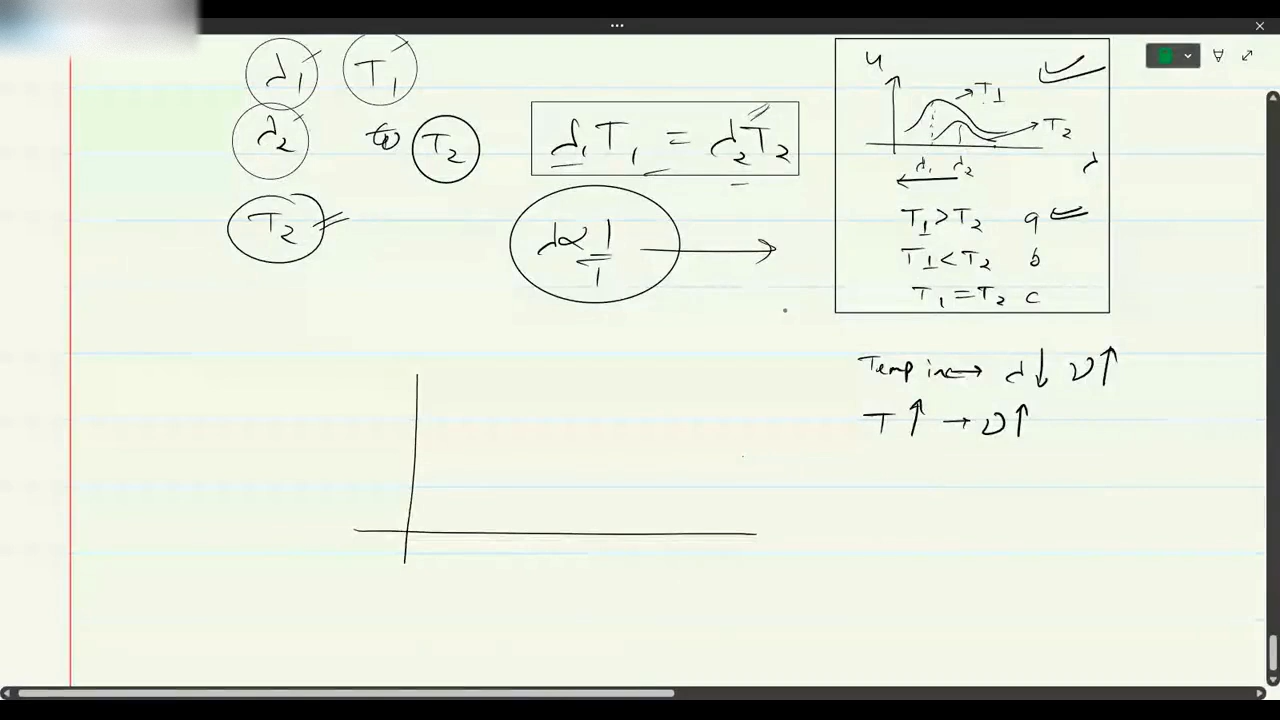 λ₁ T₁
λ₂ T₂
T₂
λ₁T₁ = λ₂T₂
λ∝ 1
T
u
T₁
T₂
λ₁ λ₂
λ
T₁>T₂ a
T₁<T₂ b
T₁=T₂ c
Temp inc→ λ↓ ν↑
T↑ → ν↑